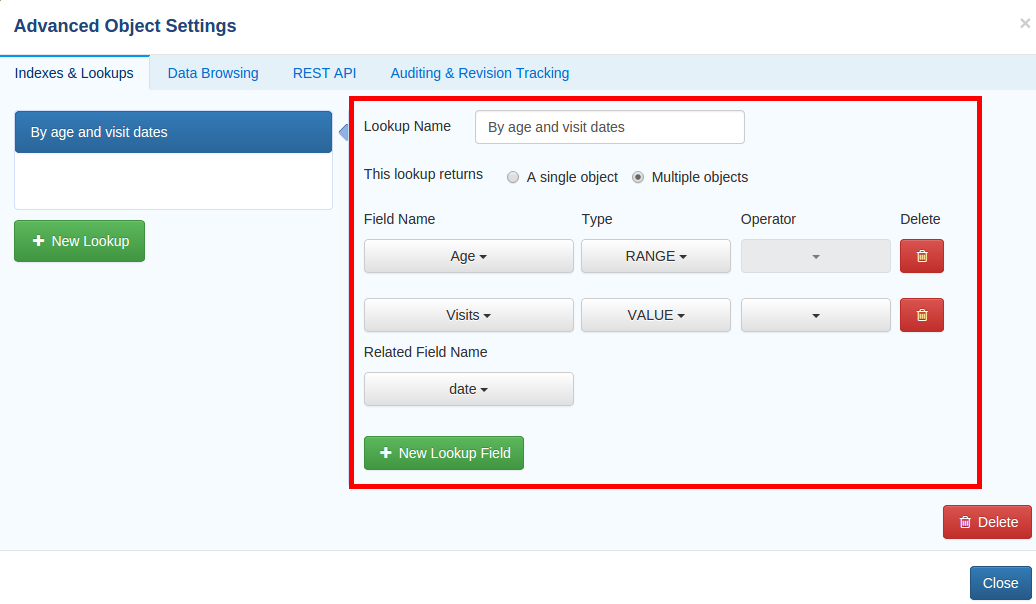 Advanced Object Settings
×
Indexes & Lookups Data Browsing REST API Auditing & Revision Tracking
By age and visit dates
New Lookup
Lookup Name By age and visit dates
This lookup returns A single object Multiple objects
Field Name Type Operator Delete
Age RANGE
Visits VALUE
Related Field Name
date
New Lookup Field
Delete
Close